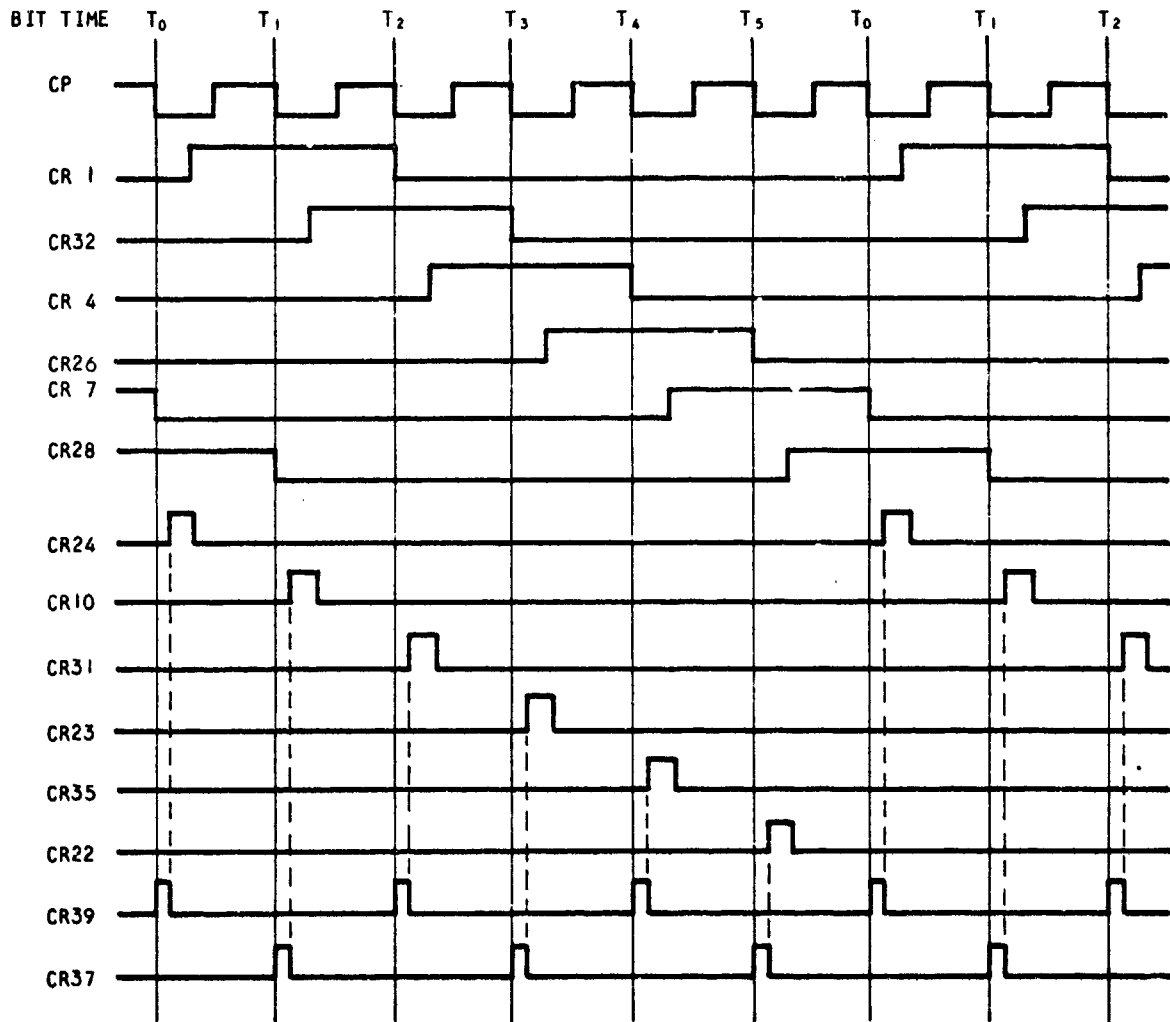 BIT TIME T0 T1 T2 T3 T4 T5 T0 T1 T2
CP
CR 1
CR32
CR 4
CR26
CR 7
CR28
CR24
CR10
CR31
CR23
CR35
CR22
CR39
CR37